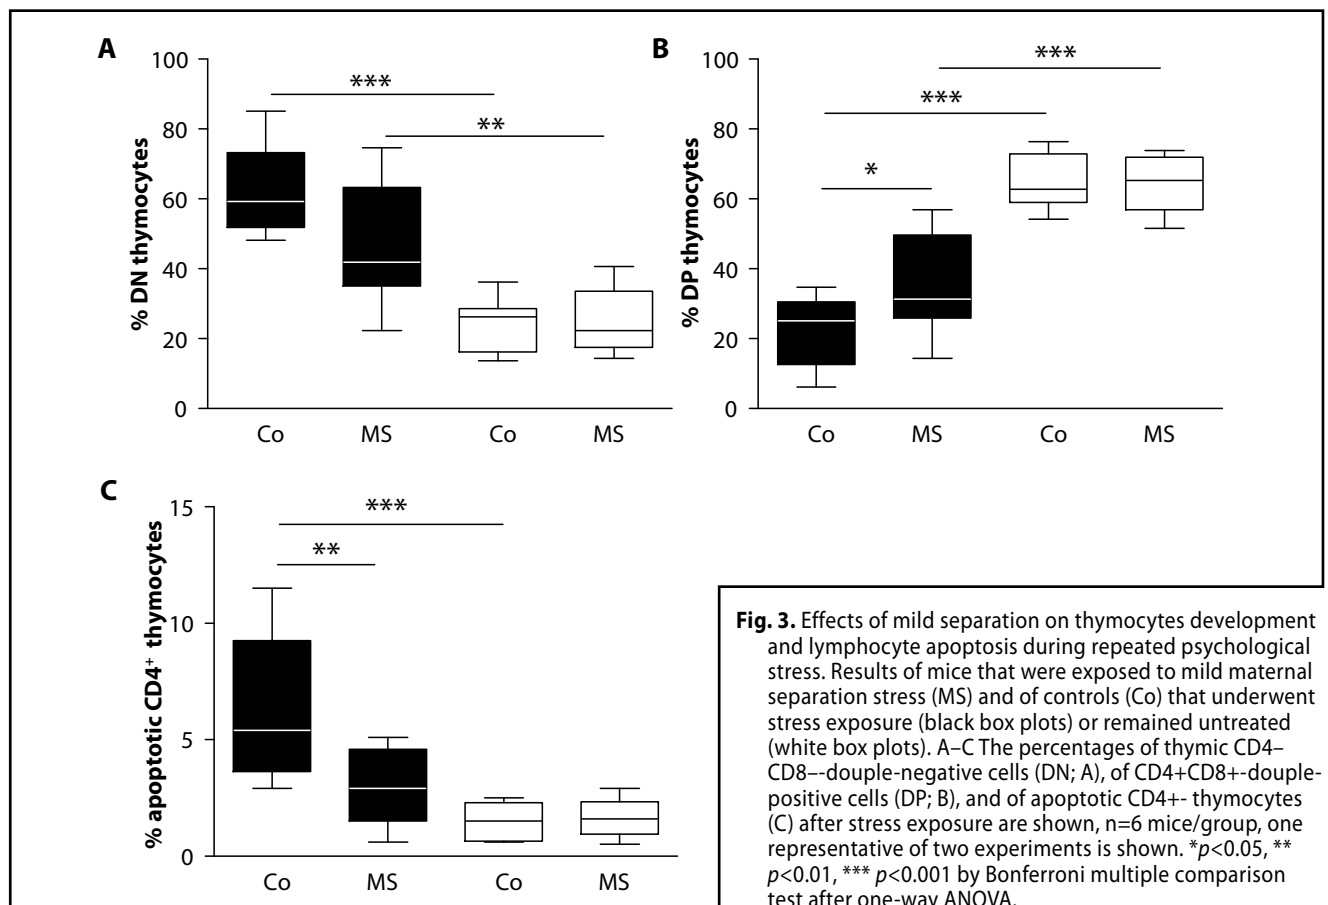 A
100
80
60
40
20
0
% DN thymocytes
***
**
Co MS Co MS
B
100
80
60
40
20
0
% DP thymocytes
***
***
*
Co MS Co MS
C
15
10
5
0
% apoptotic CD4+ thymocytes
***
**
Co MS Co MS
Fig. 3. Effects of mild separation on thymocytes development
and lymphocyte apoptosis during repeated psychological
stress. Results of mice that were exposed to mild maternal
separation stress (MS) and of controls (Co) that underwent
stress exposure (black box plots) or remained untreated
(white box plots). A–C The percentages of thymic CD4–
CD8–-douple-negative cells (DN; A), of CD4+CD8+-douple-
positive cells (DP; B), and of apoptotic CD4+- thymocytes
(C) after stress exposure are shown, n=6 mice/group, one
representative of two experiments is shown. *p<0.05, **
p<0.01, *** p<0.001 by Bonferroni multiple comparison
test after one-way ANOVA.